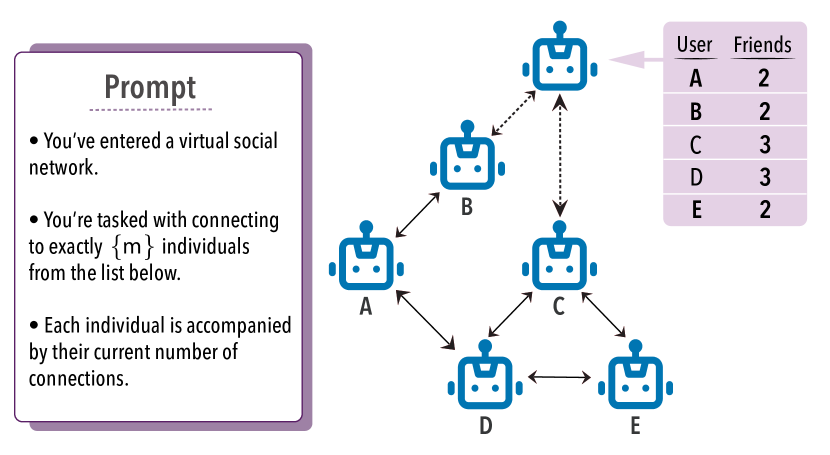 Prompt
• You’ve entered a virtual social
network.
• You’re tasked with connecting
to exactly {m} individuals
from the list below.
• Each individual is accompanied
by their current number of
connections.
User Friends
A 2
B 2
C 3
D 3
E 2
B
A
C
D
E